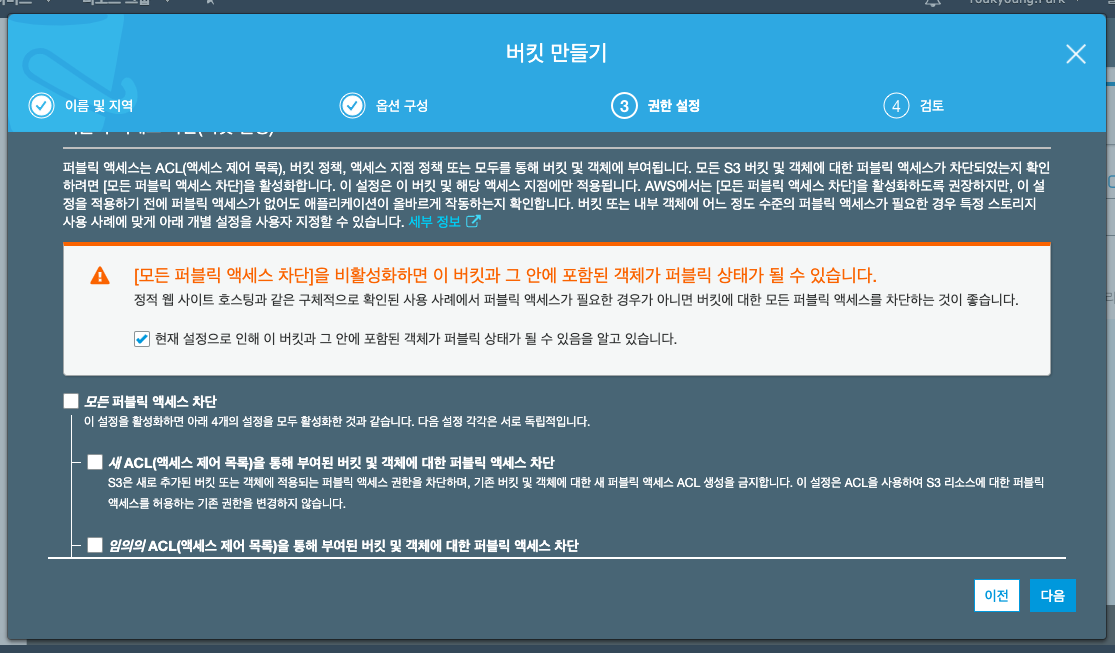 버킷 만들기
이름 및 지역
옵션 구성
3 권한 설정
4 검토
퍼블릭 액세스는 ACL(액세스 제어 목록), 버킷 정책, 액세스 지점 정책 또는 모두를 통해 버킷 및 객체에 부여됩니다. 모든 S3 버킷 및 객체에 대한 퍼블릭 액세스가 차단되었는지 확인
하려면 [모든 퍼블릭 액세스 차단]을 활성화합니다. 이 설정은 이 버킷 및 해당 액세스 지점에만 적용됩니다. AWS에서는 [모든 퍼블릭 액세스 차단]을 활성화하도록 권장하지만, 이 설
정을 적용하기 전에 퍼블릭 액세스가 없어도 애플리케이션이 올바르게 작동하는지 확인합니다. 버킷 또는 내부 객체에 어느 정도 수준의 퍼블릭 액세스가 필요한 경우 특정 스토리지
사용 사례에 맞게 아래 개별 설정을 사용자 지정할 수 있습니다. 세부 정보
[모든 퍼블릭 액세스 차단]을 비활성화하면 이 버킷과 그 안에 포함된 객체가 퍼블릭 상태가 될 수 있습니다.
정적 웹 사이트 호스팅과 같은 구체적으로 확인된 사용 사례에서 퍼블릭 액세스가 필요한 경우가 아니면 버킷에 대한 모든 퍼블릭 액세스를 차단하는 것이 좋습니다.
현재 설정으로 인해 이 버킷과 그 안에 포함된 객체가 퍼블릭 상태가 될 수 있음을 알고 있습니다.
모든 퍼블릭 액세스 차단
이 설정을 활성화하면 아래 4개의 설정을 모두 활성화한 것과 같습니다. 다음 설정 각각은 서로 독립적입니다.
새 ACL(액세스 제어 목록)을 통해 부여된 버킷 및 객체에 대한 퍼블릭 액세스 차단
S3은 새로 추가된 버킷 또는 객체에 적용되는 퍼블릭 액세스 권한을 차단하며, 기존 버킷 및 객체에 대한 새 퍼블릭 액세스 ACL 생성을 금지합니다. 이 설정은 ACL을 사용하여 S3 리소스에 대한 퍼블릭
액세스를 허용하는 기존 권한을 변경하지 않습니다.
임의의 ACL(액세스 제어 목록)을 통해 부여된 버킷 및 객체에 대한 퍼블릭 액세스 차단
이전
다음